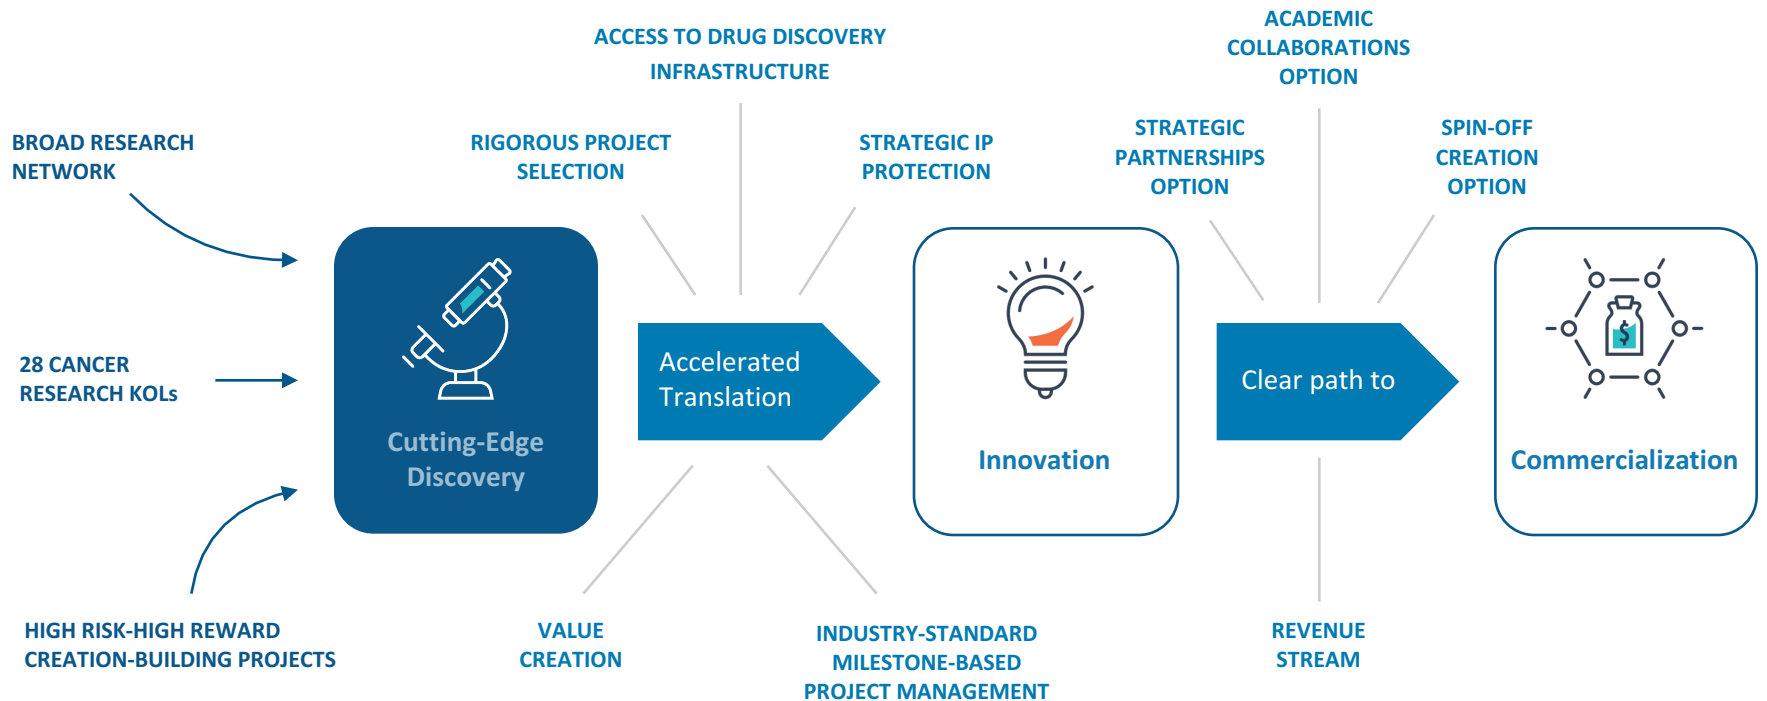 BROAD RESEARCH
NETWORK
28 CANCER
RESEARCH KOLs
HIGH RISK-HIGH REWARD
CREATION-BUILDING PROJECTS
Cutting-Edge
Discovery
RIGOROUS PROJECT
SELECTION
ACCESS TO DRUG DISCOVERY
INFRASTRUCTURE
STRATEGIC IP
PROTECTION
Accelerated
Translation
VALUE
CREATION
INDUSTRY-STANDARD
MILESTONE-BASED
PROJECT MANAGEMENT
Innovation
STRATEGIC
PARTNERSHIPS
OPTION
ACADEMIC
COLLABORATIONS
OPTION
SPIN-OFF
CREATION
OPTION
Clear path to
REVENUE
STREAM
$
Commercialization